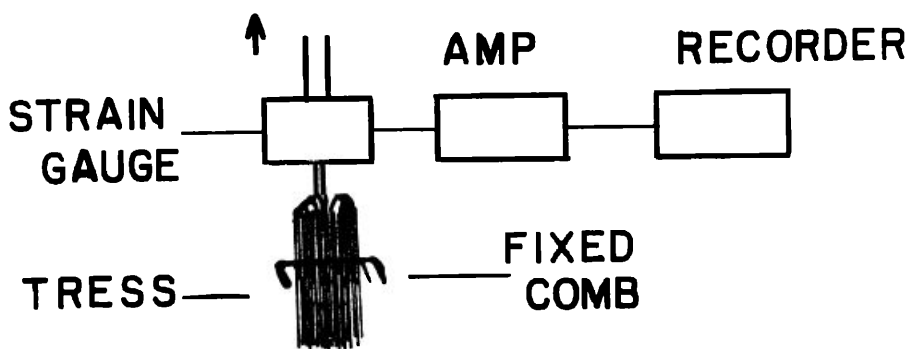 AMP
RECORDER
STRAIN
GAUGE
FIXED
COMB
TRESS